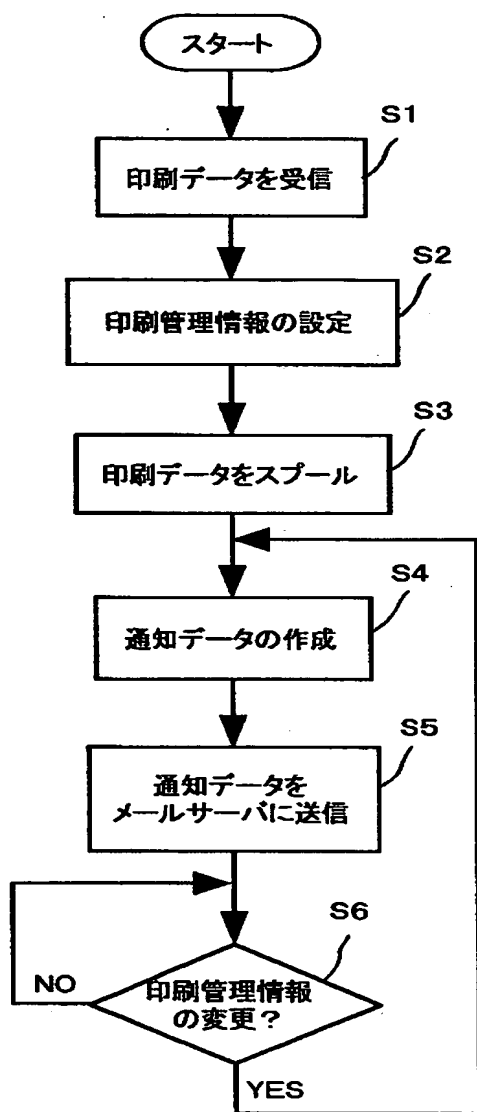 スタート
S1
印刷データを受信
S2
印刷管理情報の設定
S3
印刷データをスプール
S4
通知データの作成
S5
通知データを
メールサーバに送信
S6
印刷管理情報
の変更？
NO
YES